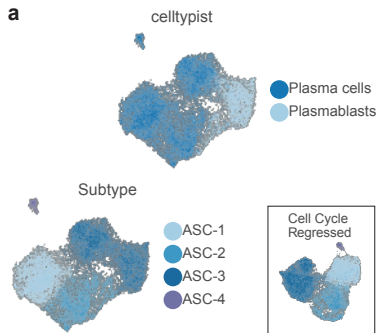 a
celltypist
Plasma cells
Plasmablasts
Subtype
ASC-1
ASC-2
ASC-3
ASC-4
Cell Cycle
Regressed